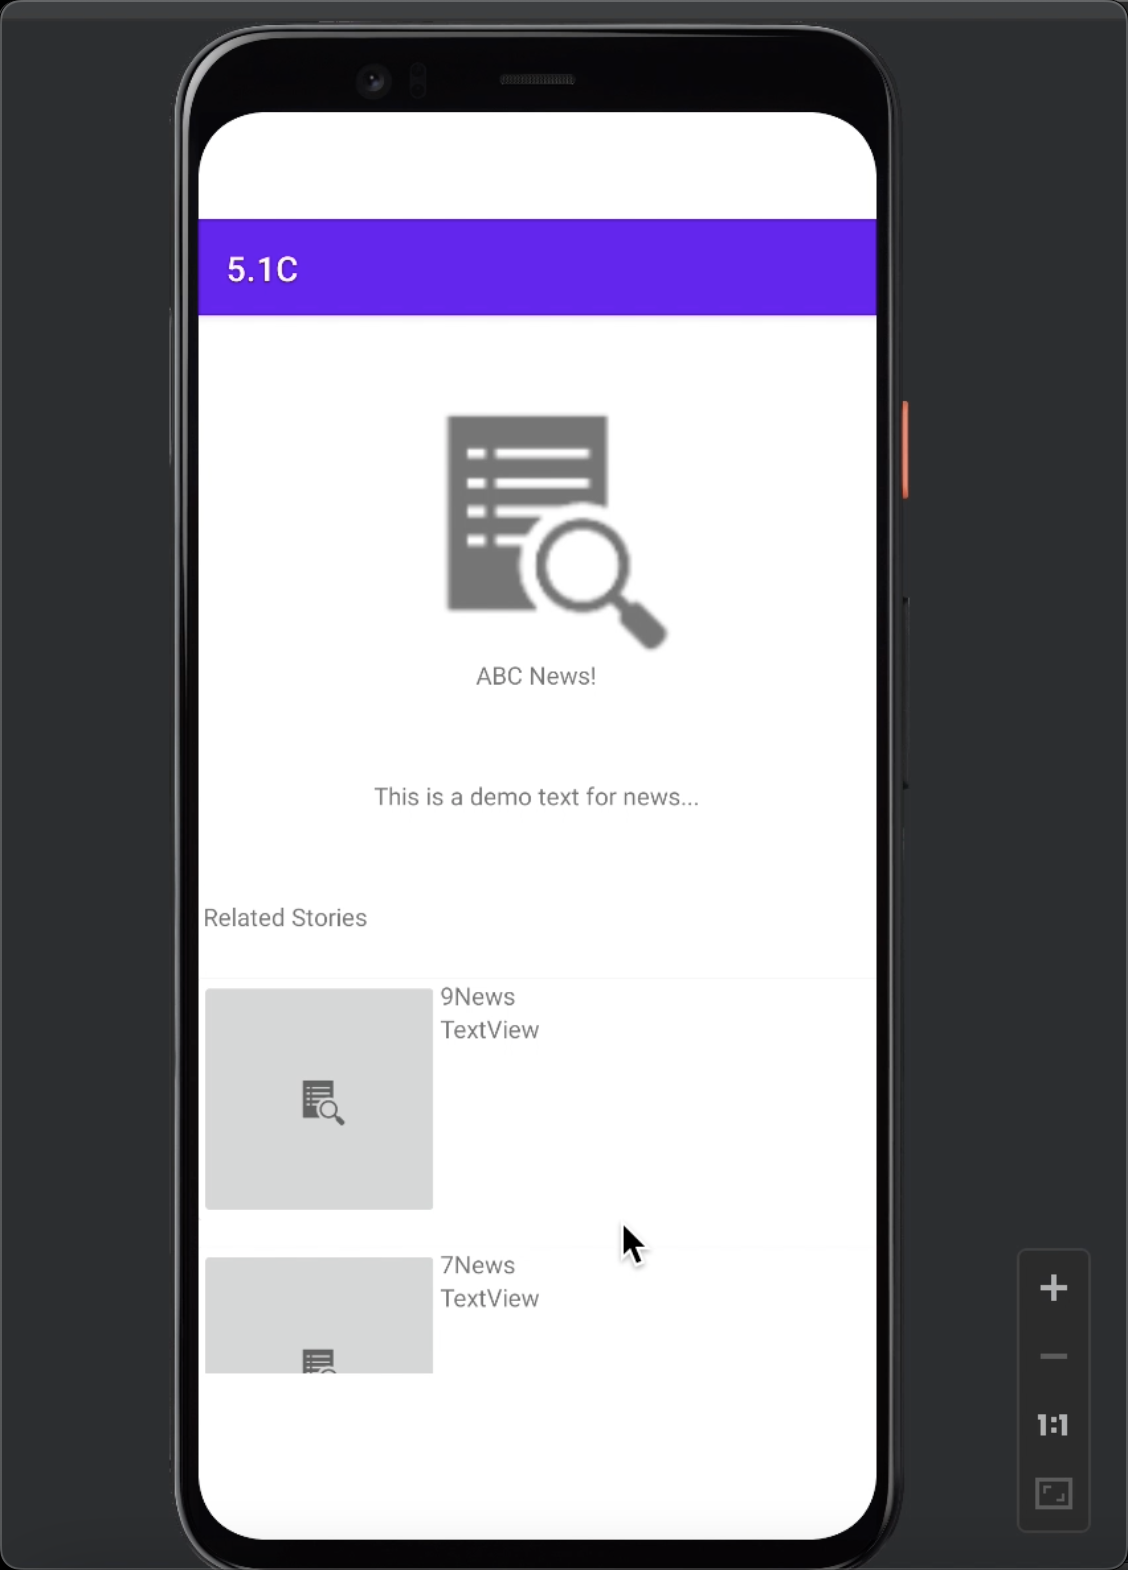 5.1C
ABC News!
This is a demo text for news...
Related Stories
9News
TextView
7News
TextView
1:1